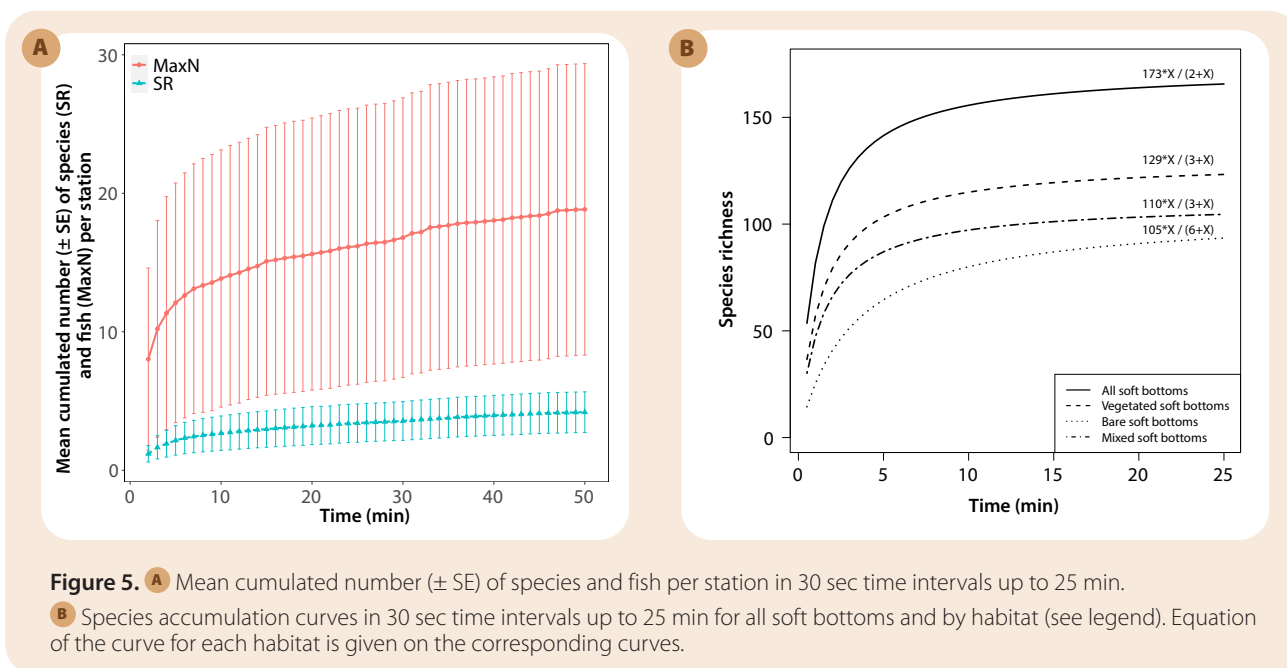 A
Mean cumulated number (± SE) of species (SR)
and fish (MaxN) per station
30
20
10
0
MaxN
SR
0 10 20 30 40 50
Time (min)
B
Species richness
150
100
50
0
173*X / (2+X)
129*X / (3+X)
110*X / (3+X)
105*X / (6+X)
All soft bottoms
Vegetated soft bottoms
Bare soft bottoms
Mixed soft bottoms
0 5 10 15 20 25
Time (min)
Figure 5. A Mean cumulated number (± SE) of species and fish per station in 30 sec time intervals up to 25 min.
B Species accumulation curves in 30 sec time intervals up to 25 min for all soft bottoms and by habitat (see legend). Equation
of the curve for each habitat is given on the corresponding curves.